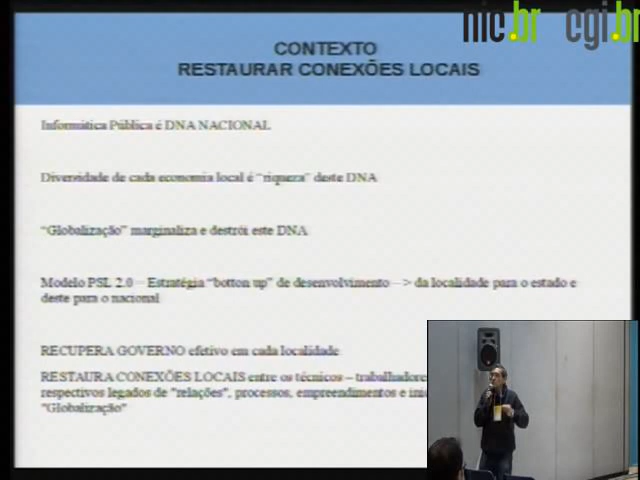 nic.br cgi.br
CONTEXTO
RESTAURAR CONEXÕES LOCAIS
Informática Pública é DNA NACIONAL
Diversidade de cada economia local é "riqueza" deste DNA
"Globalização" marginaliza e destrói este DNA
Modelo PSL 2.0 – Estratégia "botton up" de desenvolvimento –> da localidade para o estado e
deste para o nacional
RECUPERA GOVERNO efetivo em cada localidade
RESTAURA CONEXÕES LOCAIS entre os técnicos – trabalhadores
respectivos legados de "relações", processos, empreendimentos e
"Globalização"